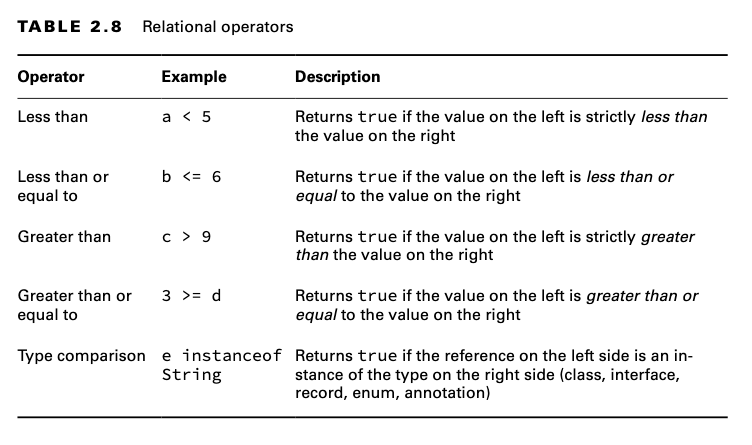 TABLE 2.8 Relational operators
Operator Example Description
Less than a < 5 Returns true if the value on the left is strictly less than
the value on the right
Less than or b <= 6 Returns true if the value on the left is less than or
equal to equal to the value on the right
Greater than c > 9 Returns true if the value on the left is strictly greater
than the value on the right
Greater than or 3 >= d Returns true if the value on the left is greater than or
equal to equal to the value on the right
Type comparison e instanceof Returns true if the reference on the left side is an in-
String stance of the type on the right side (class, interface,
record, enum, annotation)